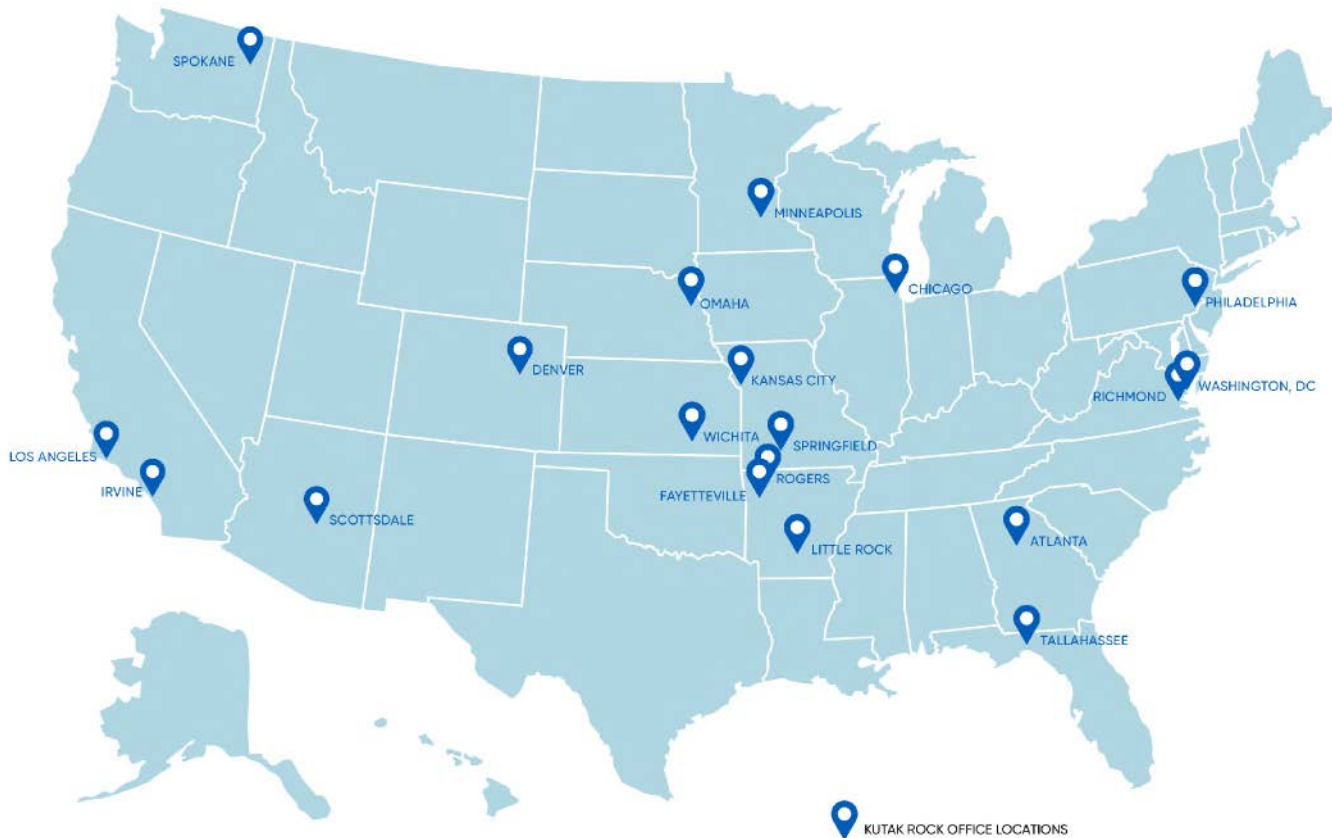 SPOKANE
MINNEAPOLIS
CHICAGO
OMAHA
PHILADELPHIA
DENVER
KANSAS CITY
WASHINGTON, DC
RICHMOND
WICHITA
SPRINGFIELD
LOS ANGELES
ROGERS
IRVINE
FAYETTEVILLE
SCOTTSDALE
ATLANTA
LITTLE ROCK
TALLAHASSEE
KUTAK ROCK OFFICE LOCATIONS